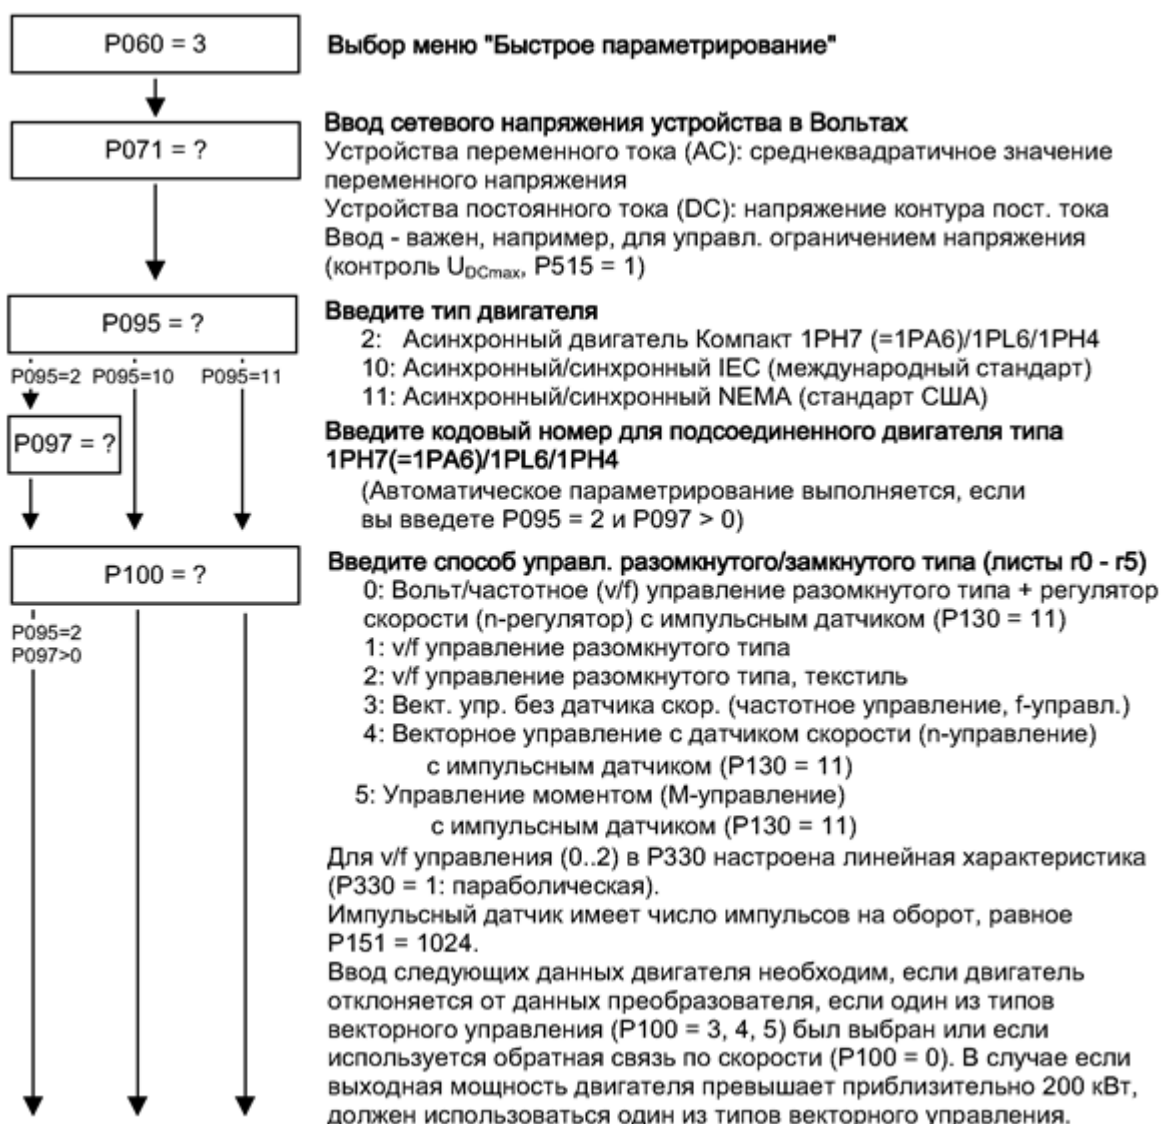 P060 = 3
Выбор меню "Быстрое параметрирование"
P071 = ?
Ввод сетевого напряжения устройства в Вольтах
Устройства переменного тока (AC): среднеквадратичное значение
переменного напряжения
Устройства постоянного тока (DC): напряжение контура пост. тока
Ввод - важен, например, для управл. ограничением напряжения
(контроль UDCmax, P515 = 1)
P095 = ?
P095=2 P095=10 P095=11
Введите тип двигателя
2: Асинхронный двигатель Компакт 1PH7 (=1PA6)/1PL6/1PH4
10: Асинхронный/синхронный IEC (международный стандарт)
11: Асинхронный/синхронный NEMA (стандарт США)
P097 = ?
Введите кодовый номер для подсоединенного двигателя типа
1PH7(=1PA6)/1PL6/1PH4
(Автоматическое параметрирование выполняется, если
вы введете P095 = 2 и P097 > 0)
P100 = ?
P095=2
P097>0
Введите способ управл. разомкнутого/замкнутого типа (листы r0 - r5)
0: Вольт/частотное (v/f) управление разомкнутого типа + регулятор
скорости (n-регулятор) с импульсным датчиком (P130 = 11)
1: v/f управление разомкнутого типа
2: v/f управление разомкнутого типа, текстиль
3: Вект. упр. без датчика скор. (частотное управление, f-управл.)
4: Векторное управление с датчиком скорости (n-управление)
с импульсным датчиком (P130 = 11)
5: Управление моментом (М-управление)
с импульсным датчиком (P130 = 11)
Для v/f управления (0..2) в P330 настроена линейная характеристика
(P330 = 1: параболическая).
Импульсный датчик имеет число импульсов на оборот, равное
P151 = 1024.
Ввод следующих данных двигателя необходим, если двигатель
отклоняется от данных преобразователя, если один из типов
векторного управления (P100 = 3, 4, 5) был выбран или если
используется обратная связь по скорости (P100 = 0). В случае если
выходная мощность двигателя превышает приблизительно 200 кВт,
должен использоваться один из типов векторного управления.